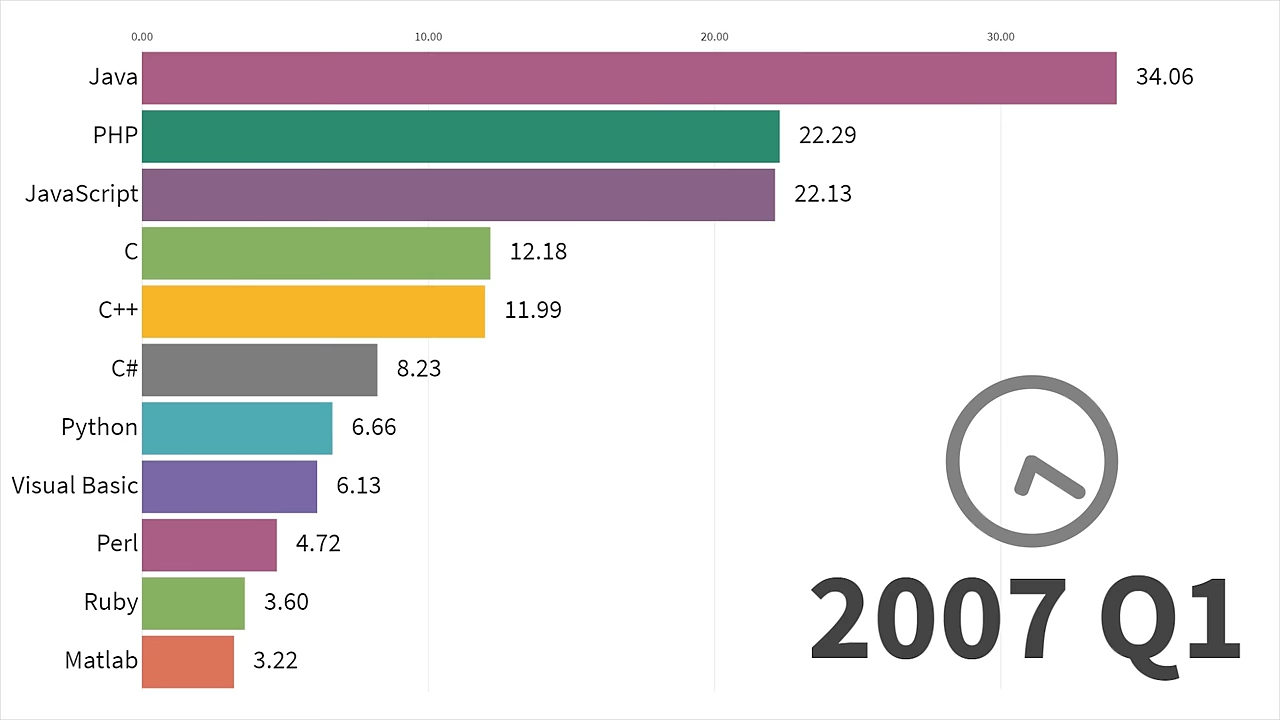 0.00 10.00 20.00 30.00
Java 34.06
PHP 22.29
JavaScript 22.13
C 12.18
C++ 11.99
C# 8.23
Python 6.66
Visual Basic 6.13
Perl 4.72
Ruby 3.60
Matlab 3.22
2007 Q1